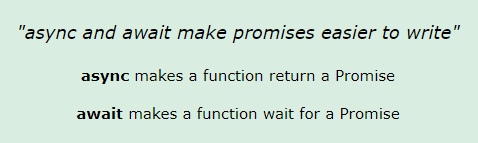 "async and await make promises easier to write"
async makes a function return a Promise
await makes a function wait for a Promise